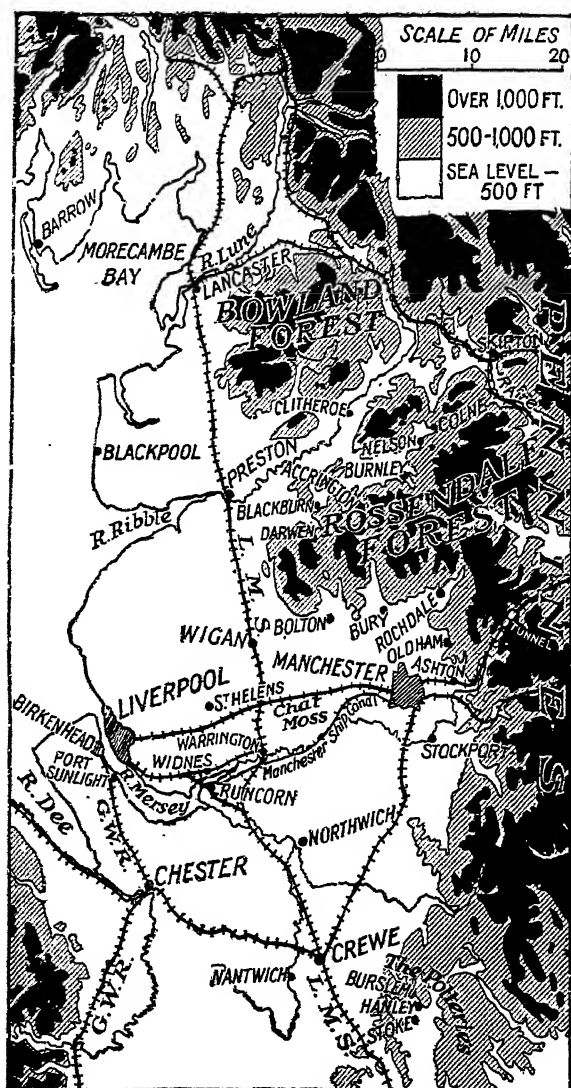 SCALE OF MILES
0 10 20
OVER 1,000 FT.
500-1,000 FT.
SEA LEVEL –
500 FT
BARROW
MORECAMBE
BAY
R. Lune
LANCASTER
BOWLAND
FOREST
SKIPTON
PENNINES
CLITHEROE
COLNE
NELSON
BLACKPOOL
PRESTON
ACCRINGTON
BURNLEY
BLACKBURN
ROSSENDALE
FOREST
DARWEN
R. Ribble
L. M. S.
BOLTON
BURY
ROCHDALE
WIGAN
OLDHAM
TUNNEL
MANCHESTER
ASHTON
LIVERPOOL
ST HELENS
Chat
Moss
BIRKENHEAD
WARRINGTON
Manchester Ship Canal
STOCKPORT
PORT
SUNLIGHT
WIDNES
R. Mersey
RUNCORN
R. Dee
G.W.R.
NORTHWICH
CHESTER
CREWE
NANTWICH
The Potteries
BURSLEM
HANLEY
STOKE
G.W.R.
L.M.S.